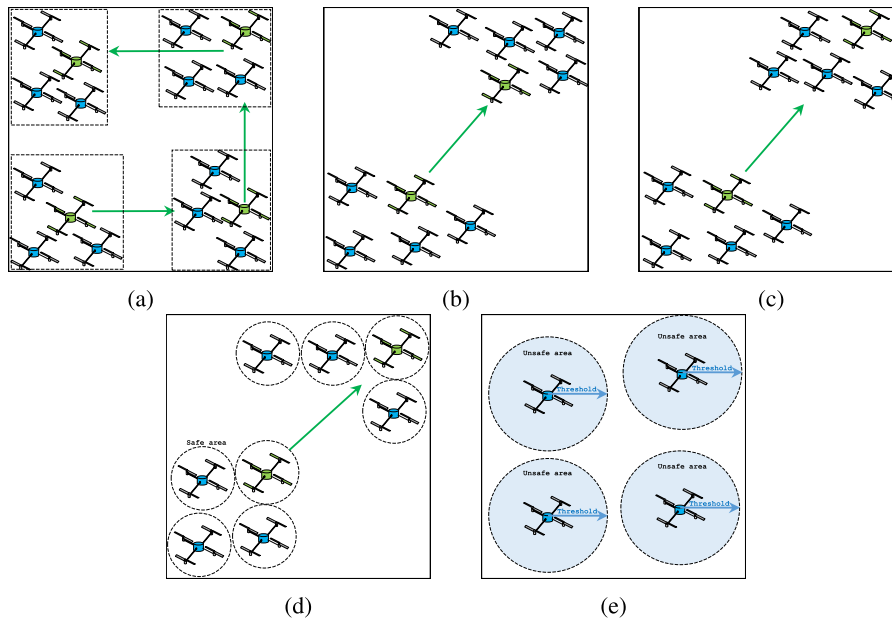 (a)
(b)
(c)
Safe area
(d)
Unsafe area
Threshold
Unsafe area
Threshold
Unsafe area
Threshold
Unsafe area
Threshold
(e)